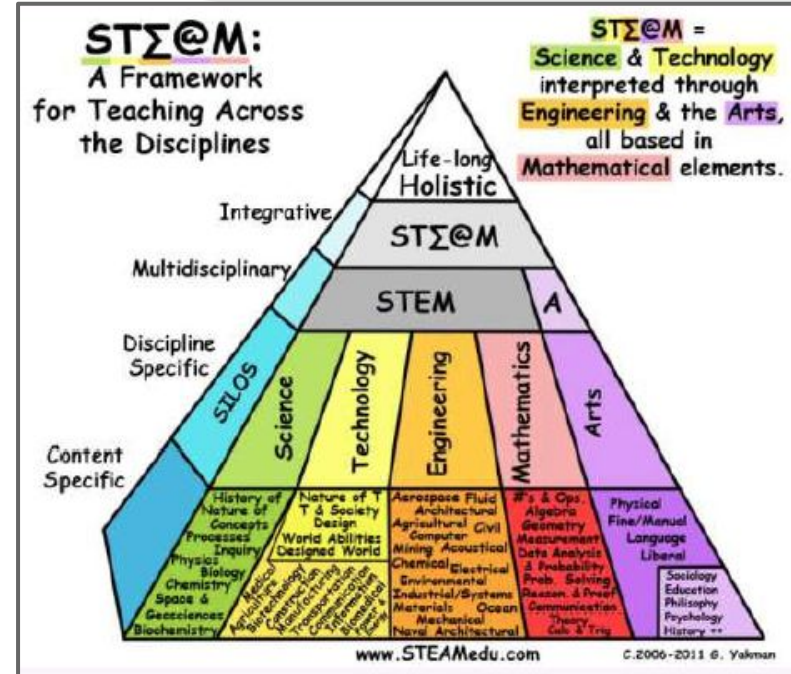 STΣ@M:
A Framework
for Teaching Across
the Disciplines
STΣ@M =
Science & Technology
interpreted through
Engineering & the Arts,
all based in
Mathematical elements.
Life-long
Holistic
Integrative
STΣ@M
Multidisciplinary
STEM
A
Discipline
Specific
SILOS
Science
Technology
Engineering
Mathematics
Arts
Content
Specific
History of
Nature of
Concepts
Processes
Inquiry
Physics
Biology
Chemistry
Space &
Geosciences
Biochemistry
Nature of T
T & Society
Design
World Abilities
Designed World
Medical
Agriculture
Biotechnology
Construction
Manufacturing
Transportation
Communication
Information
Biomedical
Power &
Energy
Aerospace Fluid
Architectural
Agricultural Civil
Computer
Mining Acoustical
Chemical Electrical
Environmental
Industrial/Systems
Materials Ocean
Mechanical
Naval Architectural
#'s & Ops.
Algebra
Geometry
Measurement
Data Analysis
& Probability
Prob. Solving
Reason. & Proof
Communication
Theory
Calc & Trig
Physical
Fine/Manual
Language
Liberal
Sociology
Education
Philisophy
Psychology
History ++
www.STEAMedu.com
C.2006-2011 G. Yakman